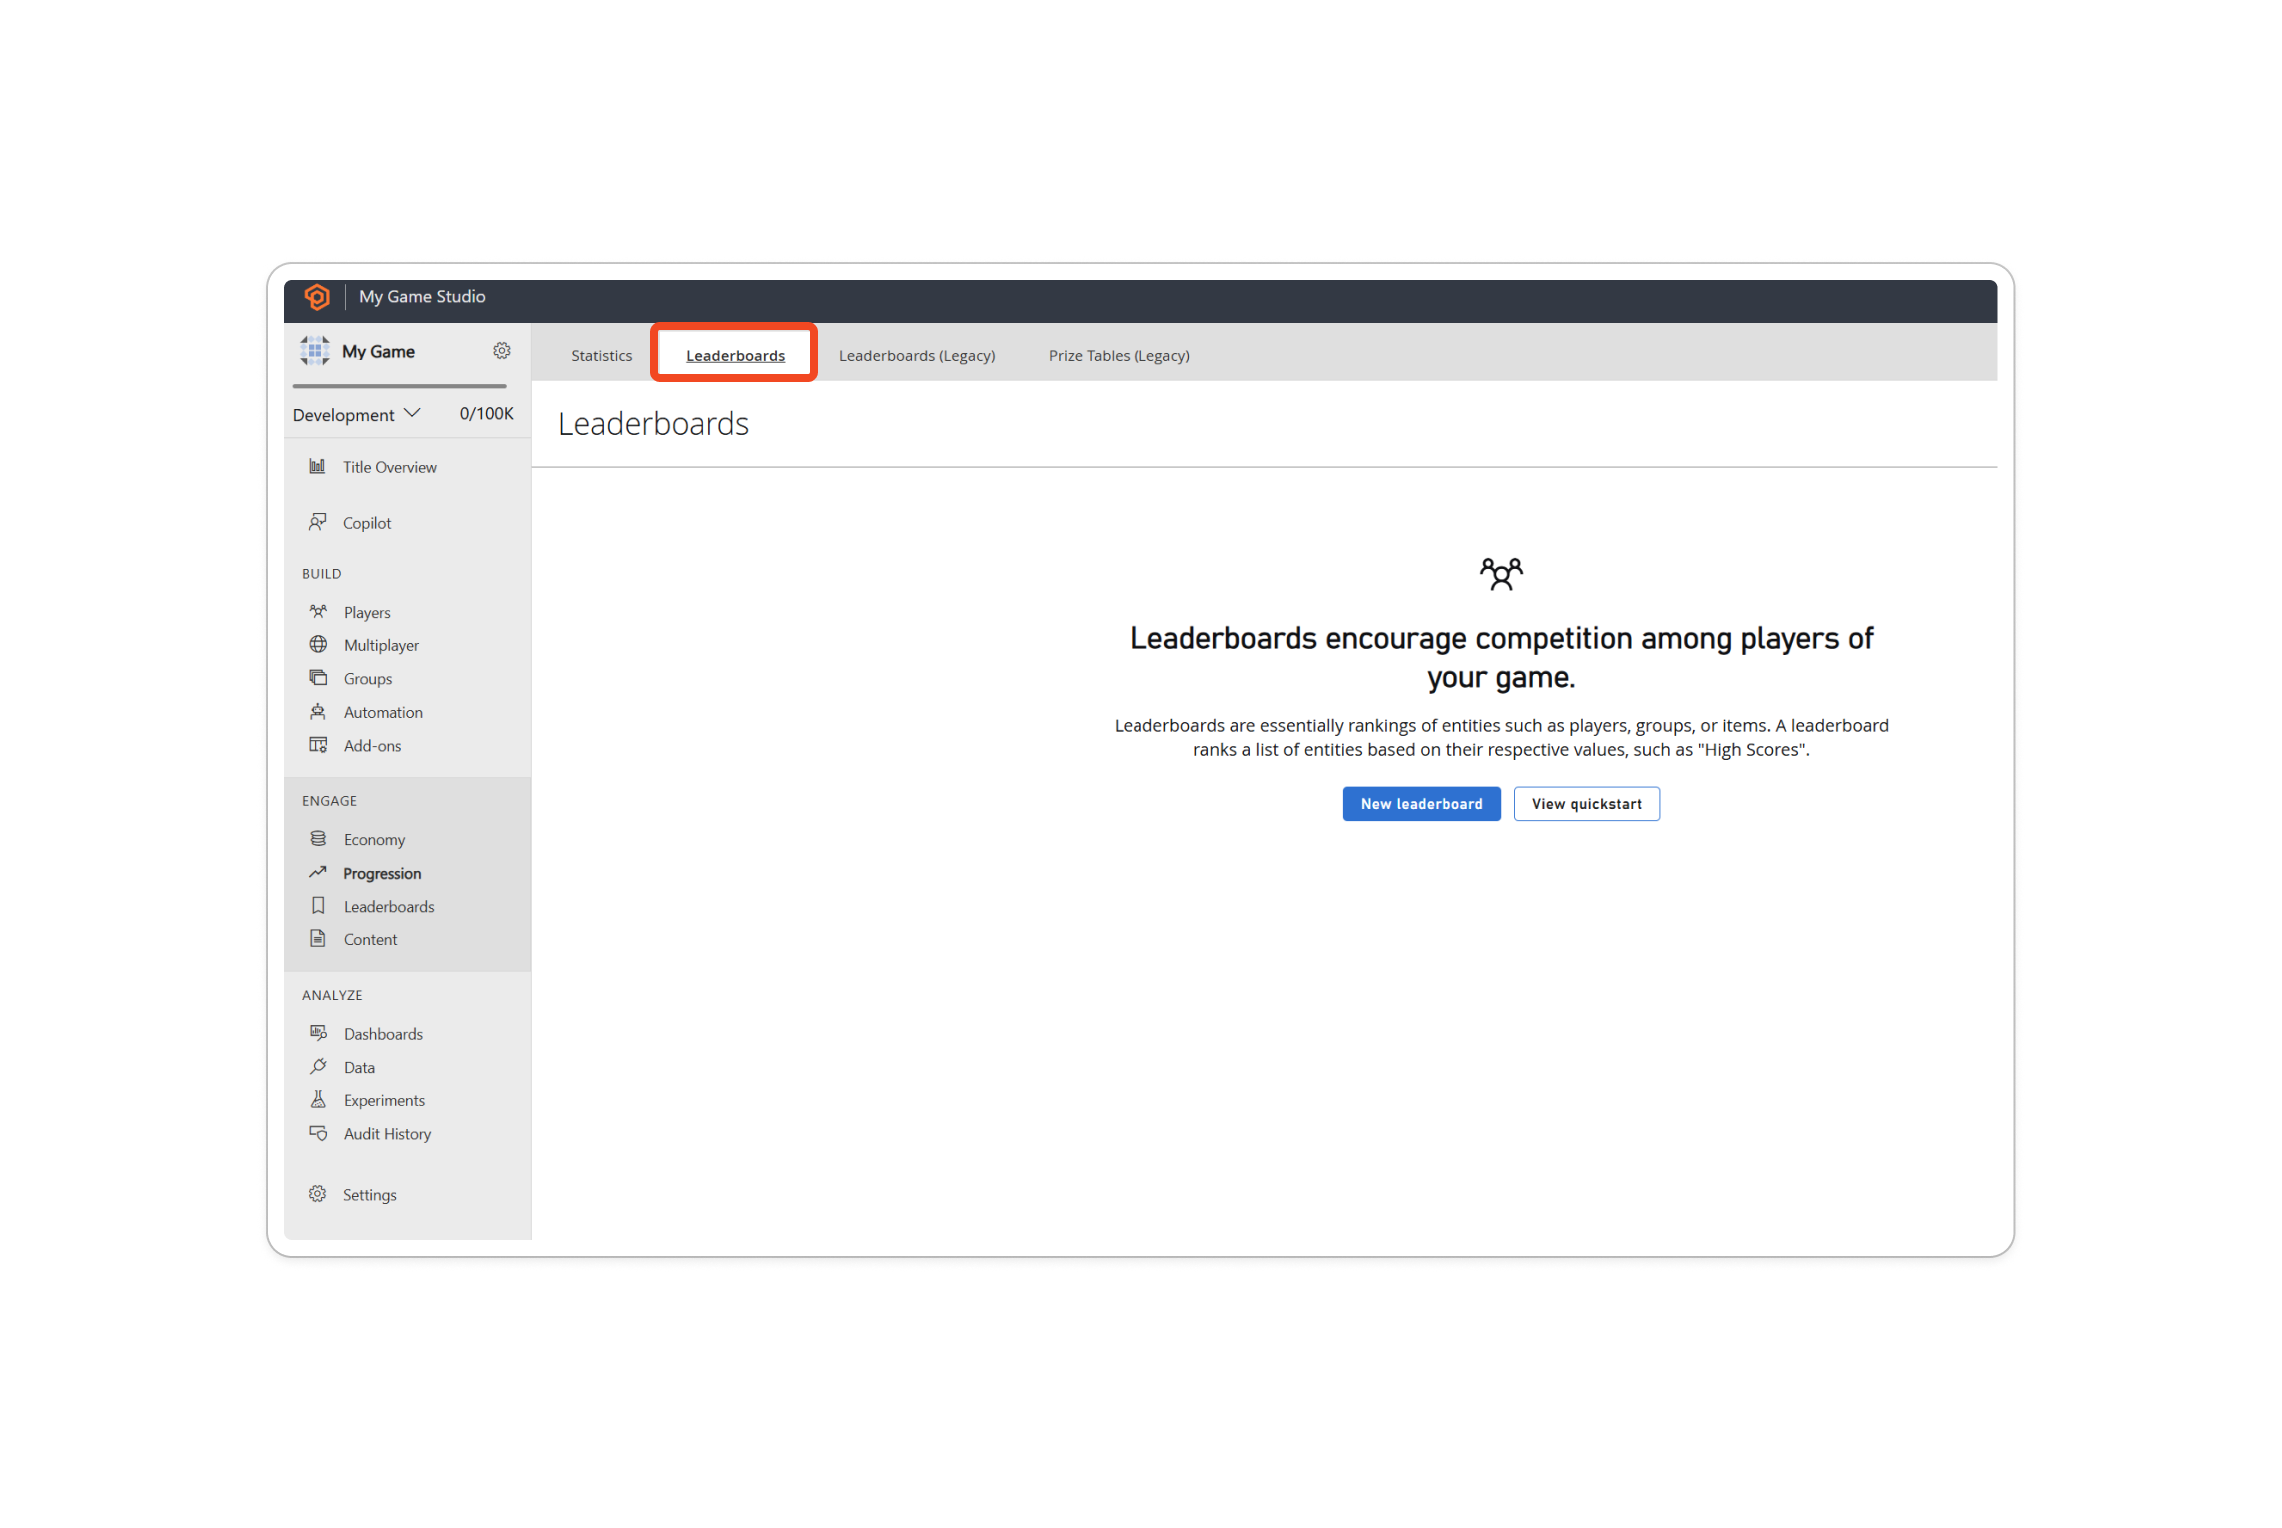 My Game Studio
My Game
Development 0/100K
Title Overview
Copilot
BUILD
Players
Multiplayer
Groups
Automation
Add-ons
ENGAGE
Economy
Progression
Leaderboards
Content
ANALYZE
Dashboards
Data
Experiments
Audit History
Settings
Statistics Leaderboards Leaderboards (Legacy) Prize Tables (Legacy)
Leaderboards
Leaderboards encourage competition among players of
your game.
Leaderboards are essentially rankings of entities such as players, groups, or items. A leaderboard
ranks a list of entities based on their respective values, such as "High Scores".
New leaderboard View quickstart